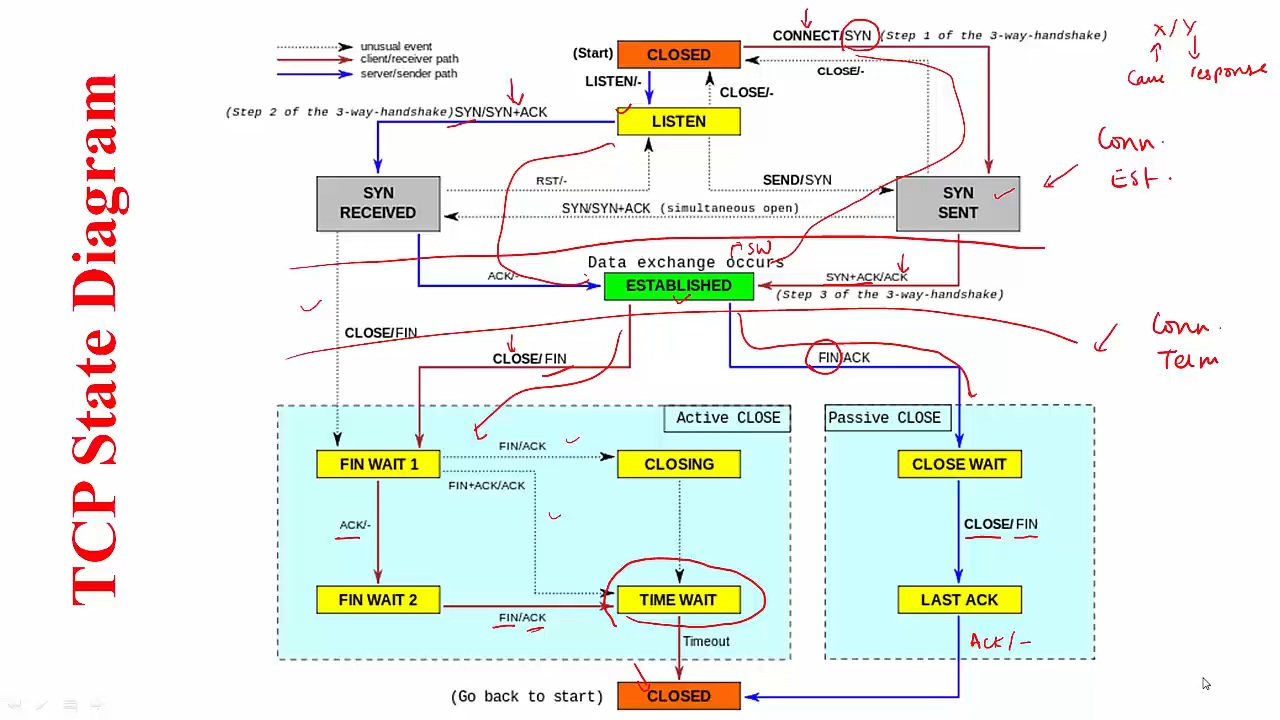 TCP State Diagram
unusual event
client/receiver path
server/sender path
(Start)
CLOSED
CONNECT/SYN (Step 1 of the 3-way-handshake)
X/Y
Cause response
LISTEN/-
CLOSE/-
CLOSE/-
(Step 2 of the 3-way-handshake) SYN/SYN+ACK
LISTEN
Conn.
Est.
RST/-
SEND/SYN
SYN
RECEIVED
SYN
SENT
SYN/SYN+ACK (simultaneous open)
SW
Data exchange occurs
ACK/-
ESTABLISHED
SYN+ACK/ACK
(Step 3 of the 3-way-handshake)
CLOSE/FIN
CLOSE/FIN
FIN/ACK
Conn.
Term
Active CLOSE
Passive CLOSE
FIN/ACK
FIN WAIT 1
CLOSING
CLOSE WAIT
FIN+ACK/ACK
ACK/-
CLOSE/FIN
FIN WAIT 2
TIME WAIT
LAST ACK
FIN/ACK
Timeout
ACK/-
(Go back to start)
CLOSED